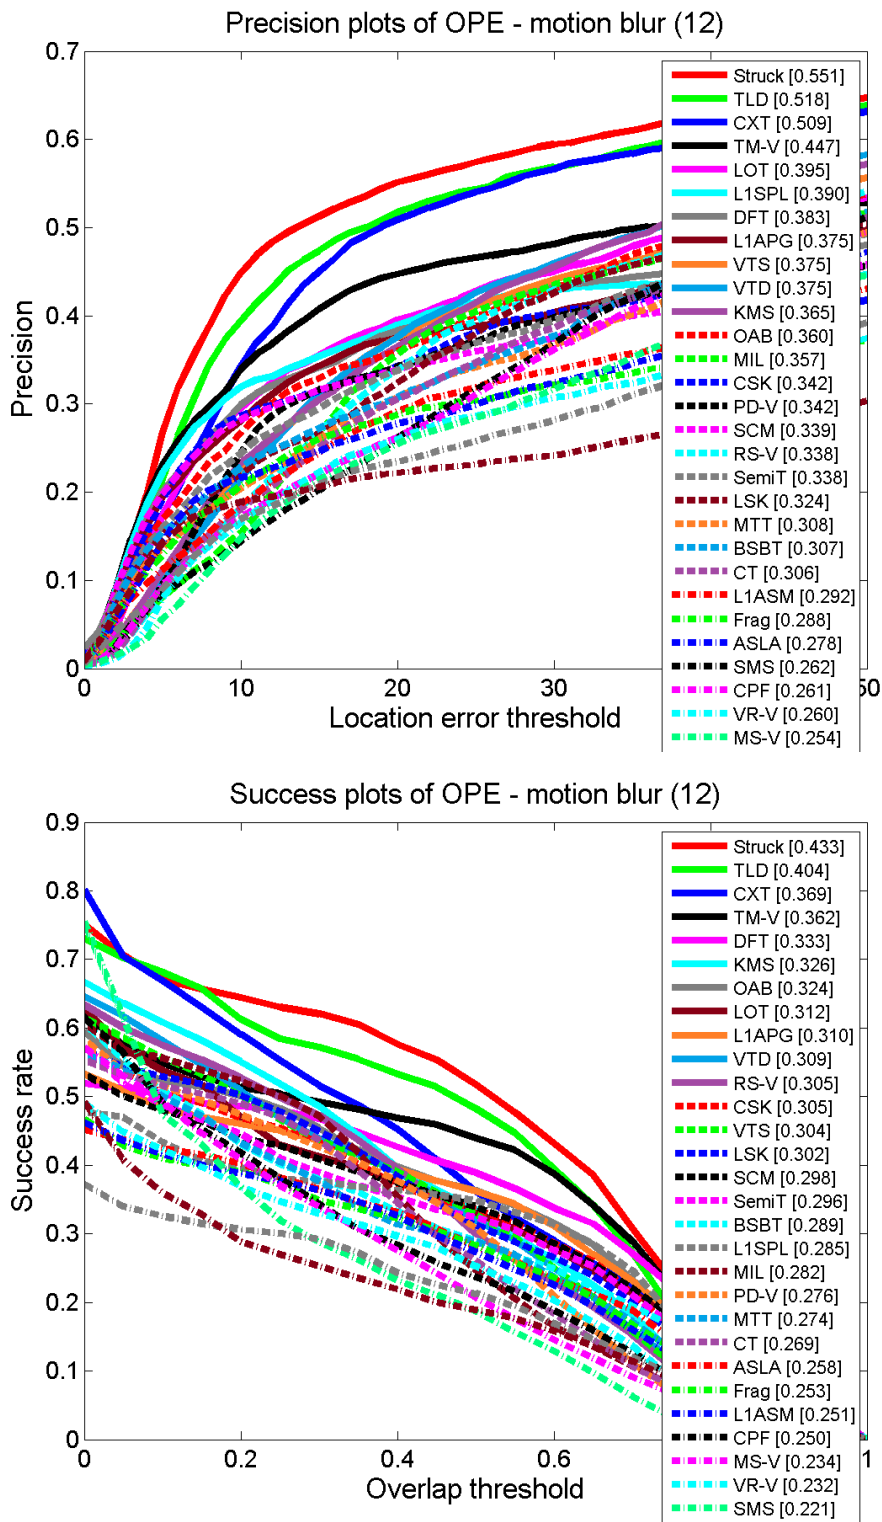 Precision plots of OPE - motion blur (12)
0.7
0.6
0.5
0.4
0.3
0.2
0.1
0
Precision
0
10
20
30
50
Location error threshold
Struck [0.551]
TLD [0.518]
CXT [0.509]
TM-V [0.447]
LOT [0.395]
L1SPL [0.390]
DFT [0.383]
L1APG [0.375]
VTS [0.375]
VTD [0.375]
KMS [0.365]
OAB [0.360]
MIL [0.357]
CSK [0.342]
PD-V [0.342]
SCM [0.339]
RS-V [0.338]
SemiT [0.338]
LSK [0.324]
MTT [0.308]
BSBT [0.307]
CT [0.306]
L1ASM [0.292]
Frag [0.288]
ASLA [0.278]
SMS [0.262]
CPF [0.261]
VR-V [0.260]
MS-V [0.254]
Success plots of OPE - motion blur (12)
0.9
0.8
0.7
0.6
0.5
0.4
0.3
0.2
0.1
0
Success rate
0
0.2
0.4
0.6
1
Overlap threshold
Struck [0.433]
TLD [0.404]
CXT [0.369]
TM-V [0.362]
DFT [0.333]
KMS [0.326]
OAB [0.324]
LOT [0.312]
L1APG [0.310]
VTD [0.309]
RS-V [0.305]
CSK [0.305]
VTS [0.304]
LSK [0.302]
SCM [0.298]
SemiT [0.296]
BSBT [0.289]
L1SPL [0.285]
MIL [0.282]
PD-V [0.276]
MTT [0.274]
CT [0.269]
ASLA [0.258]
Frag [0.253]
L1ASM [0.251]
CPF [0.250]
MS-V [0.234]
VR-V [0.232]
SMS [0.221]